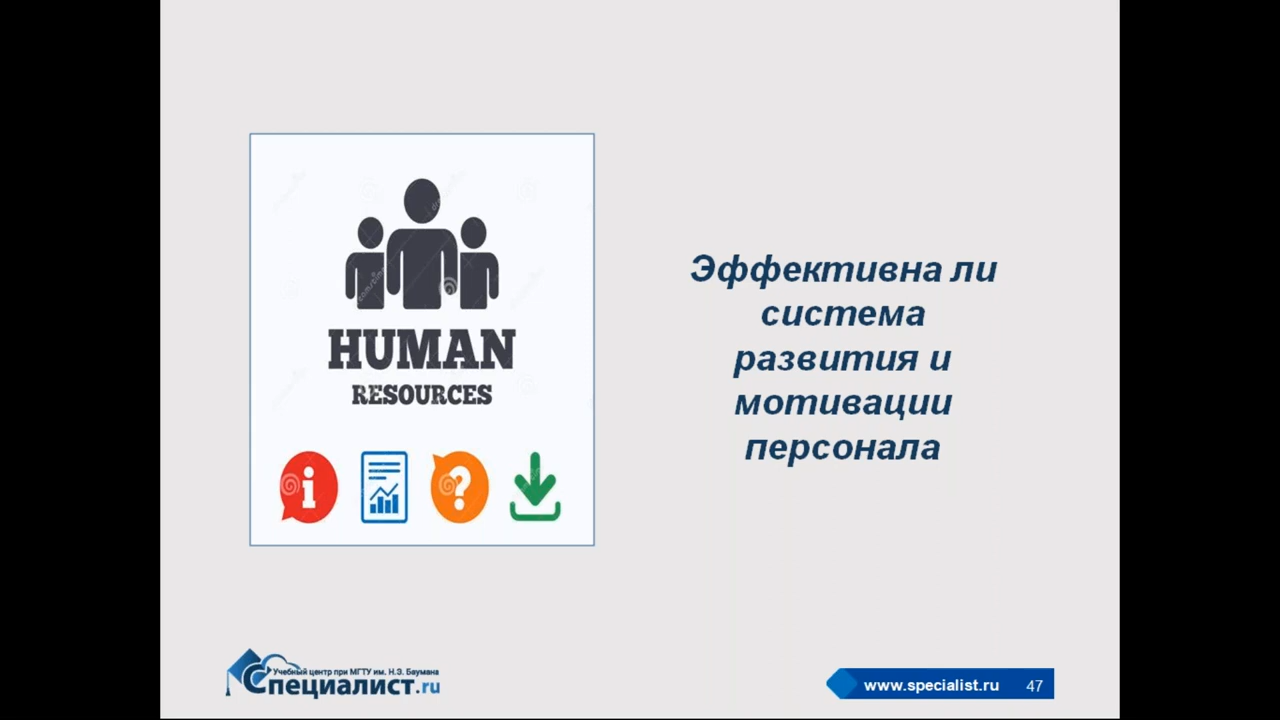 HUMAN
RESOURCES
Эффективна ли
система
развития и
мотивации
персонала
Учебный центр при МГТУ им. Н.Э. Баумана
Специалист.ru
www.specialist.ru 47